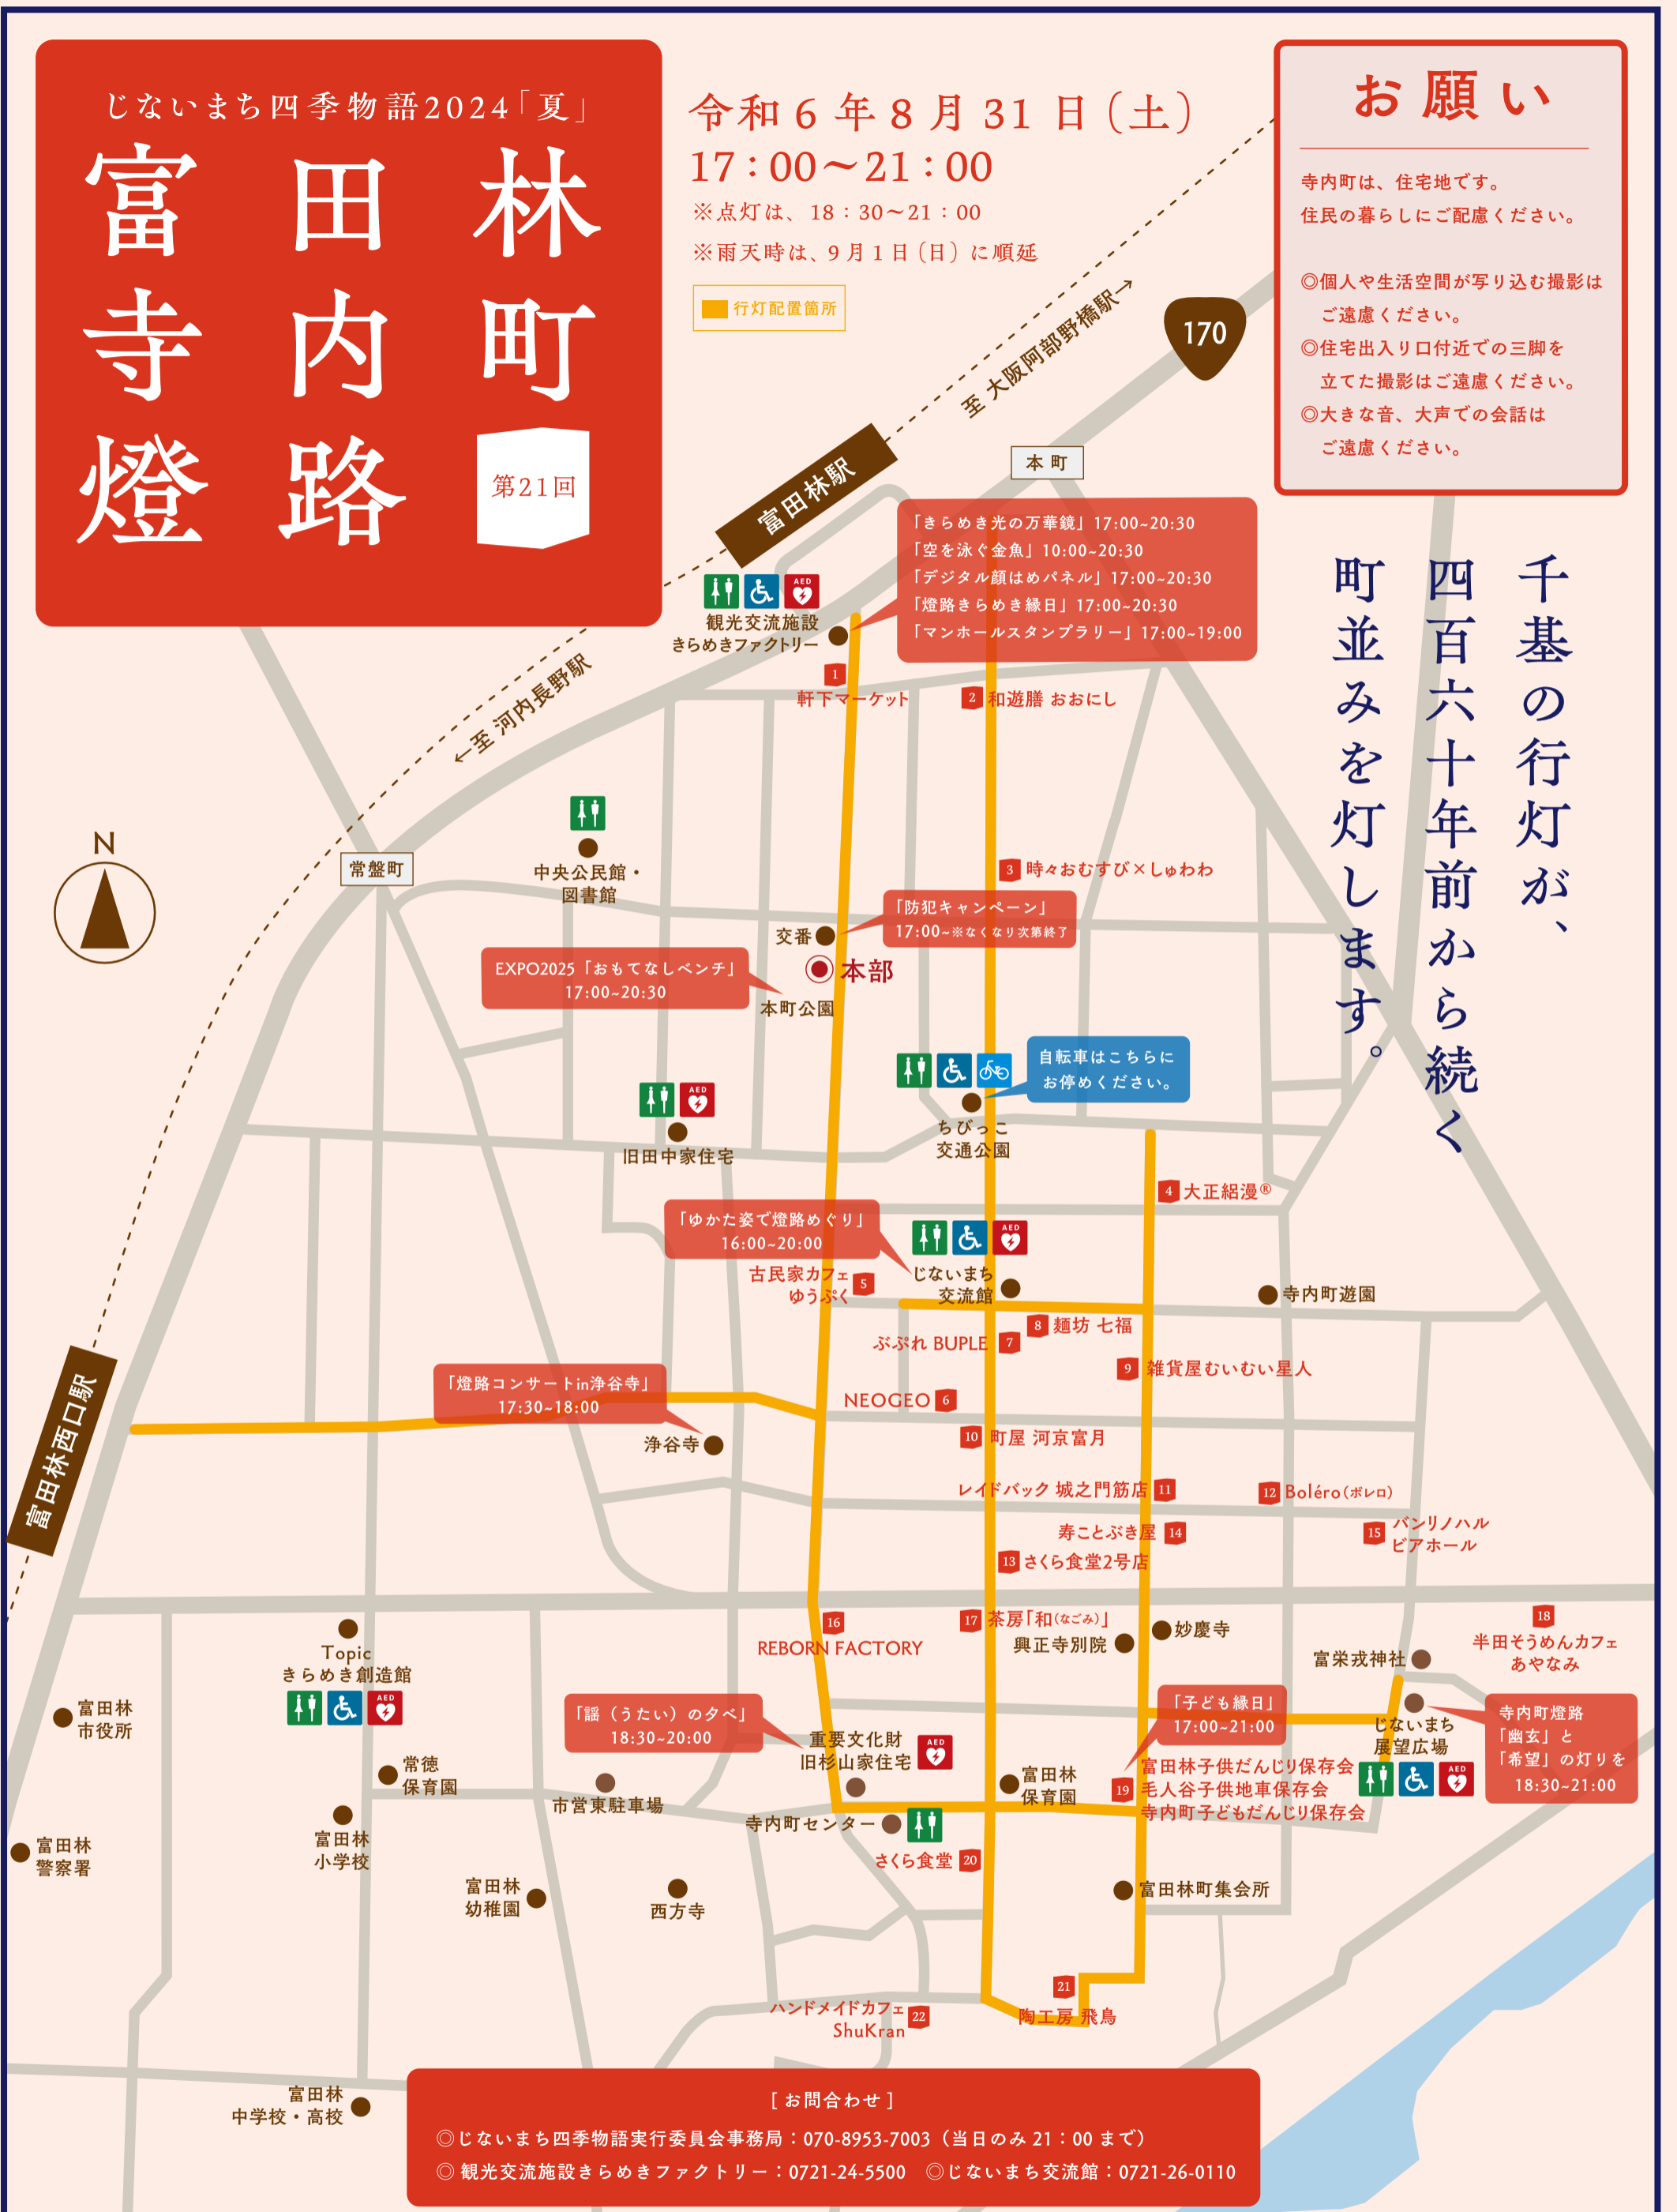 じないまち四季物語2024「夏」
富田林
寺内町
燈路
第21回
令和6年8月31日（土）
17：00〜21：00
※点灯は、18：30〜21：00
※雨天時は、9月1日（日）に順延
行灯配置箇所
お願い
寺内町は、住宅地です。
住民の暮らしにご配慮ください。
◎個人や生活空間が写り込む撮影は
ご遠慮ください。
◎住宅出入り口付近での三脚を
立てた撮影はご遠慮ください。
◎大きな音、大声での会話は
ご遠慮ください。
千基の行灯が、
四百六十年前から続く
町並みを灯します。
至 大阪阿部野橋駅→
170
本町
富田林駅
←至 河内長野駅
「きらめき光の万華鏡」17:00~20:30
「空を泳ぐ金魚」10:00~20:30
「デジタル顔はめパネル」17:00~20:30
「燈路きらめき縁日」17:00~20:30
「マンホールスタンプラリー」17:00~19:00
AED
観光交流施設
きらめきファクトリー
1
軒下マーケット
2 和遊膳 おおにし
N
常盤町
中央公民館・
図書館
3 時々おむすび×しゅわわ
「防犯キャンペーン」
17:00~※なくなり次第終了
交番
本部
EXPO2025「おもてなしベンチ」
17:00~20:30
本町公園
自転車はこちらに
お停めください。
ちびっこ
交通公園
AED
旧田中家住宅
4 大正絽漫®
「ゆかた姿で燈路めぐり」
16:00~20:00
AED
じないまち
交流館
古民家カフェ
ゆうぷく 5
寺内町遊園
8 麺坊 七福
ぶぷれ BUPLE 7
9 雑貨屋むいむい星人
富田林西口駅
「燈路コンサートin浄谷寺」
17:30~18:00
NEOGEO 6
浄谷寺
10 町屋 河京富月
レイドバック 城之門筋店 11
12 Boléro（ボレロ）
寿ことぶき屋 14
15 バンリノハル
ビアホール
13 さくら食堂2号店
16
REBORN FACTORY
17 茶房「和（なごみ）」
興正寺別院
妙慶寺
18
半田そうめんカフェ
あやなみ
富栄戎神社
Topic
きらめき創造館
AED
富田林
市役所
「謡（うたい）の夕べ」
18:30~20:00
重要文化財
旧杉山家住宅
AED
「子ども縁日」
17:00~21:00
じないまち
展望広場
AED
寺内町燈路
「幽玄」と
「希望」の灯りを
18:30~21:00
常徳
保育園
市営東駐車場
富田林
保育園
19
富田林子供だんじり保存会
毛人谷子供地車保存会
寺内町子どもだんじり保存会
富田林
小学校
寺内町センター
富田林
警察署
さくら食堂 20
富田林
幼稚園
西方寺
富田林町集会所
21
陶工房 飛鳥
ハンドメイドカフェ
ShuKran 22
富田林
中学校・高校
［お問合わせ］
◎じないまち四季物語実行委員会事務局：070-8953-7003（当日のみ21：00まで）
◎観光交流施設きらめきファクトリー：0721-24-5500　◎じないまち交流館：0721-26-0110